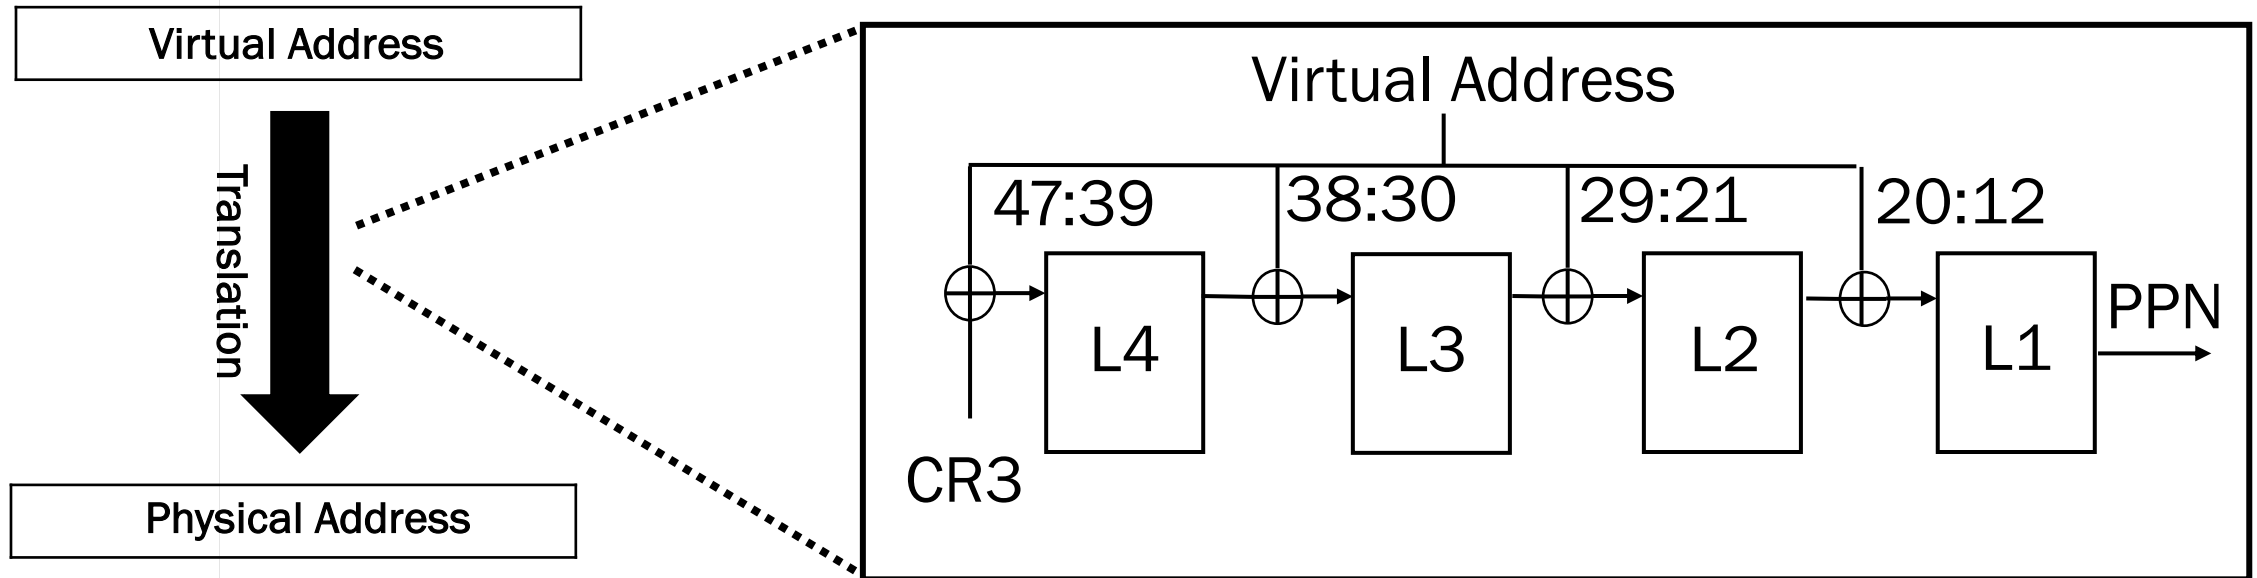 Virtual Address
Translation
Physical Address
Virtual Address
47:39
38:30
29:21
20:12
L4
L3
L2
L1
PPN
CR3